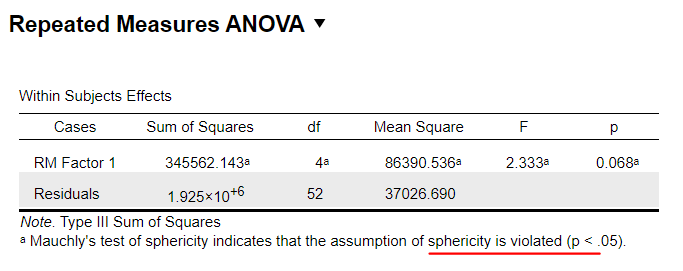 Repeated Measures ANOVA ▼
Within Subjects Effects
Cases Sum of Squares df Mean Square F p
RM Factor 1 345562.143ᵃ 4ᵃ 86390.536ᵃ 2.333ᵃ 0.068ᵃ
Residuals 1.925×10⁺⁶ 52 37026.690
Note. Type III Sum of Squares
ᵃ Mauchly's test of sphericity indicates that the assumption of sphericity is violated (p < .05).